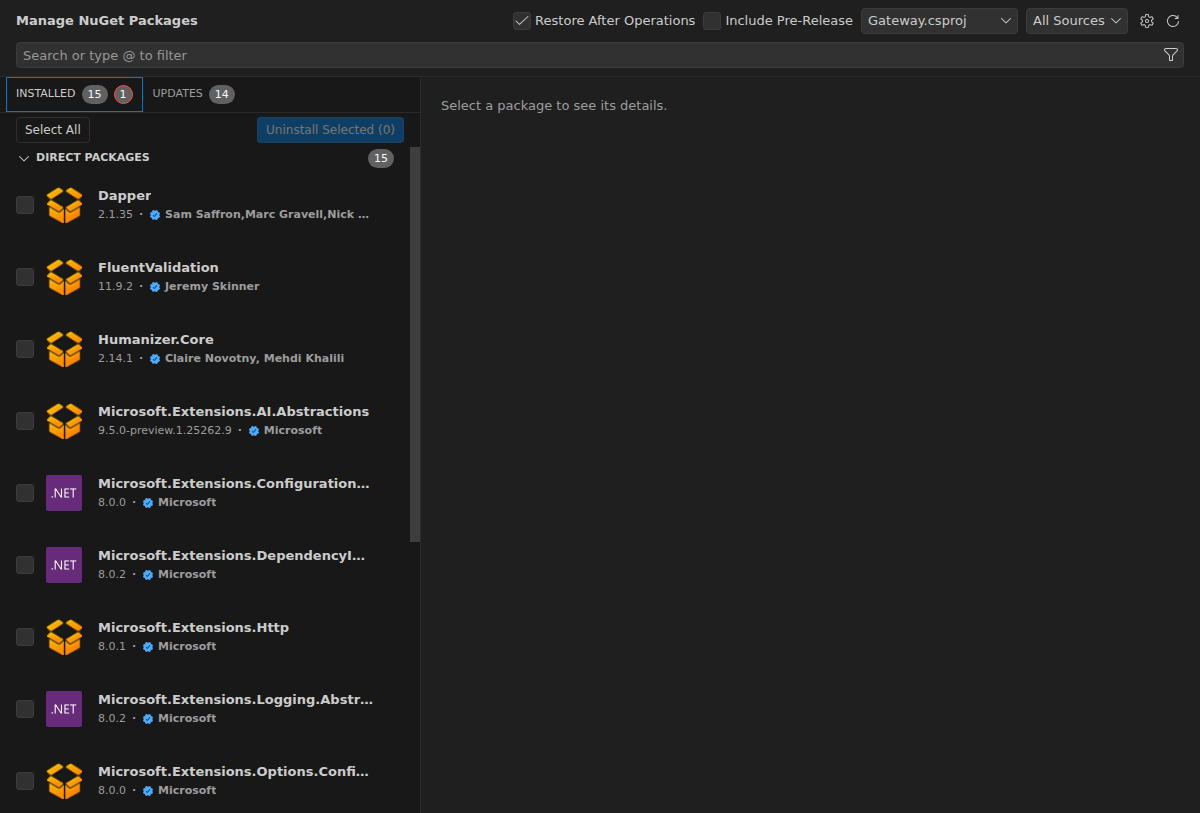 Manage NuGet Packages
Restore After Operations
Include Pre-Release
Gateway.csproj
All Sources
Search or type @ to filter
INSTALLED 15 1
UPDATES 14
Select All
Uninstall Selected (0)
DIRECT PACKAGES 15
Dapper
2.1.35 · Sam Saffron,Marc Gravell,Nick …
FluentValidation
11.9.2 · Jeremy Skinner
Humanizer.Core
2.14.1 · Claire Novotny, Mehdi Khalili
Microsoft.Extensions.AI.Abstractions
9.5.0-preview.1.25262.9 · Microsoft
.NET
Microsoft.Extensions.Configuration…
8.0.0 · Microsoft
.NET
Microsoft.Extensions.DependencyI…
8.0.2 · Microsoft
Microsoft.Extensions.Http
8.0.1 · Microsoft
.NET
Microsoft.Extensions.Logging.Abstr…
8.0.2 · Microsoft
Microsoft.Extensions.Options.Confi…
8.0.0 · Microsoft
Select a package to see its details.